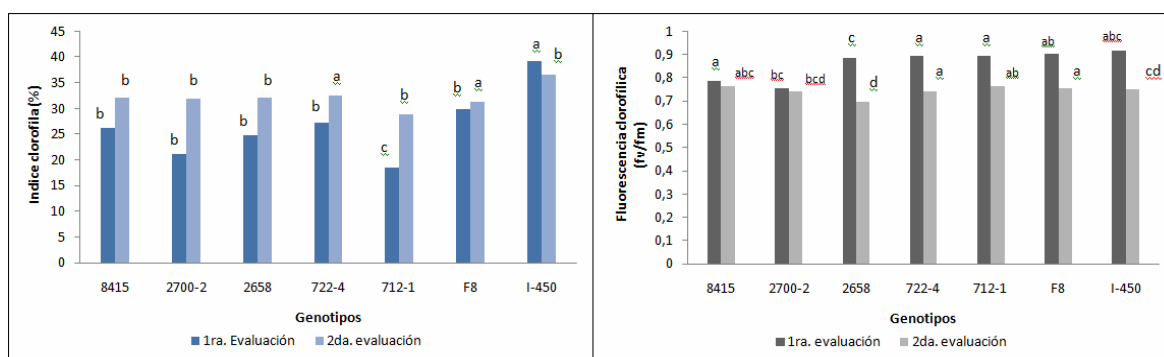 Indice clorofila(%)
45
40
35
30
25
20
15
10
5
0
b b
b b
b b
b a
c b
b a
a b
8415 2700-2 2658 722-4 712-1 F8 I-450
Genotipos
1ra. Evaluación 2da. evaluación
Fluorescencia clorofílica
(fv/fm)
1
0,9
0,8
0,7
0,6
0,5
0,4
0,3
0,2
0,1
0
a abc
bc bcd
c d
a a
a ab
ab a
abc cd
8415 2700-2 2658 722-4 712-1 F8 I-450
Genotipos
1ra. evaluación 2da. evaluación